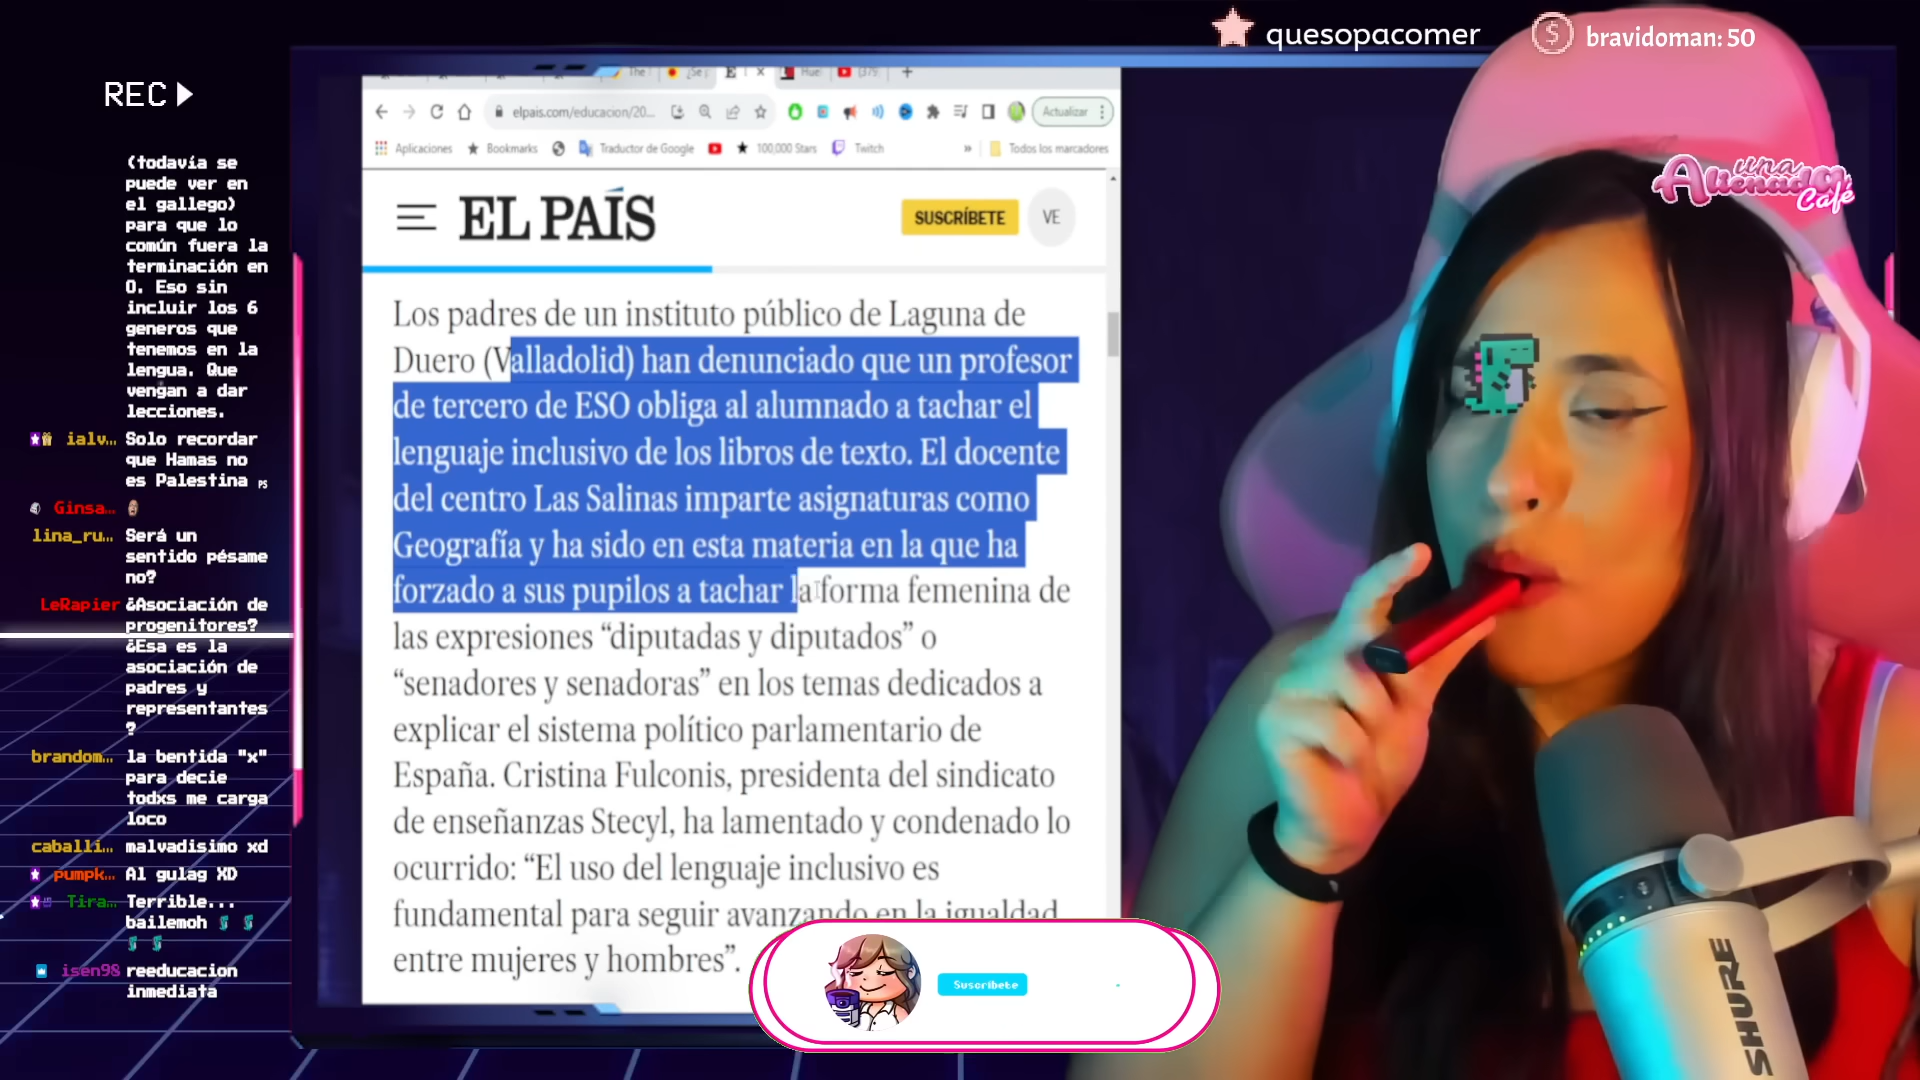 quesopacomer
bravidoman: 50
REC
una
Alienada
Café
(todavía se
puede ver en
el gallego)
para que lo
común fuera la
terminación en
O. Eso sin
incluir los 6
generos que
tenemos en la
lengua. Que
vengan a dar
lecciones.
ialv... Solo recordar
que Hamas no
es Palestina PS
Ginsa...
lina_ru... Será un
sentido pésame
no?
LeRapier ¿Asociación de
progenitores?
¿Esa es la
asociación de
padres y
representantes
?
brandom... la bentida "x"
para decie
todxs me carga
loco
caballi... malvadisimo xd
pumpk... Al gulag XD
Tira... Terrible...
bailemoh
isen98 reeducacion
inmediata
The
¿Se
E
Hue
(379
elpais.com/educacion/20...
Actualizar
Aplicaciones Bookmarks Traductor de Google 100,000 Stars Twitch » Todos los marcadores
EL PAÍS
SUSCRÍBETE
VE
Los padres de un instituto público de Laguna de
Duero (Valladolid) han denunciado que un profesor
de tercero de ESO obliga al alumnado a tachar el
lenguaje inclusivo de los libros de texto. El docente
del centro Las Salinas imparte asignaturas como
Geografía y ha sido en esta materia en la que ha
forzado a sus pupilos a tachar la forma femenina de
las expresiones “diputadas y diputados” o
“senadores y senadoras” en los temas dedicados a
explicar el sistema político parlamentario de
España. Cristina Fulconis, presidenta del sindicato
de enseñanzas Stecyl, ha lamentado y condenado lo
ocurrido: “El uso del lenguaje inclusivo es
fundamental para seguir avanzando en la igualdad
entre mujeres y hombres”.
Suscríbete
SHURE